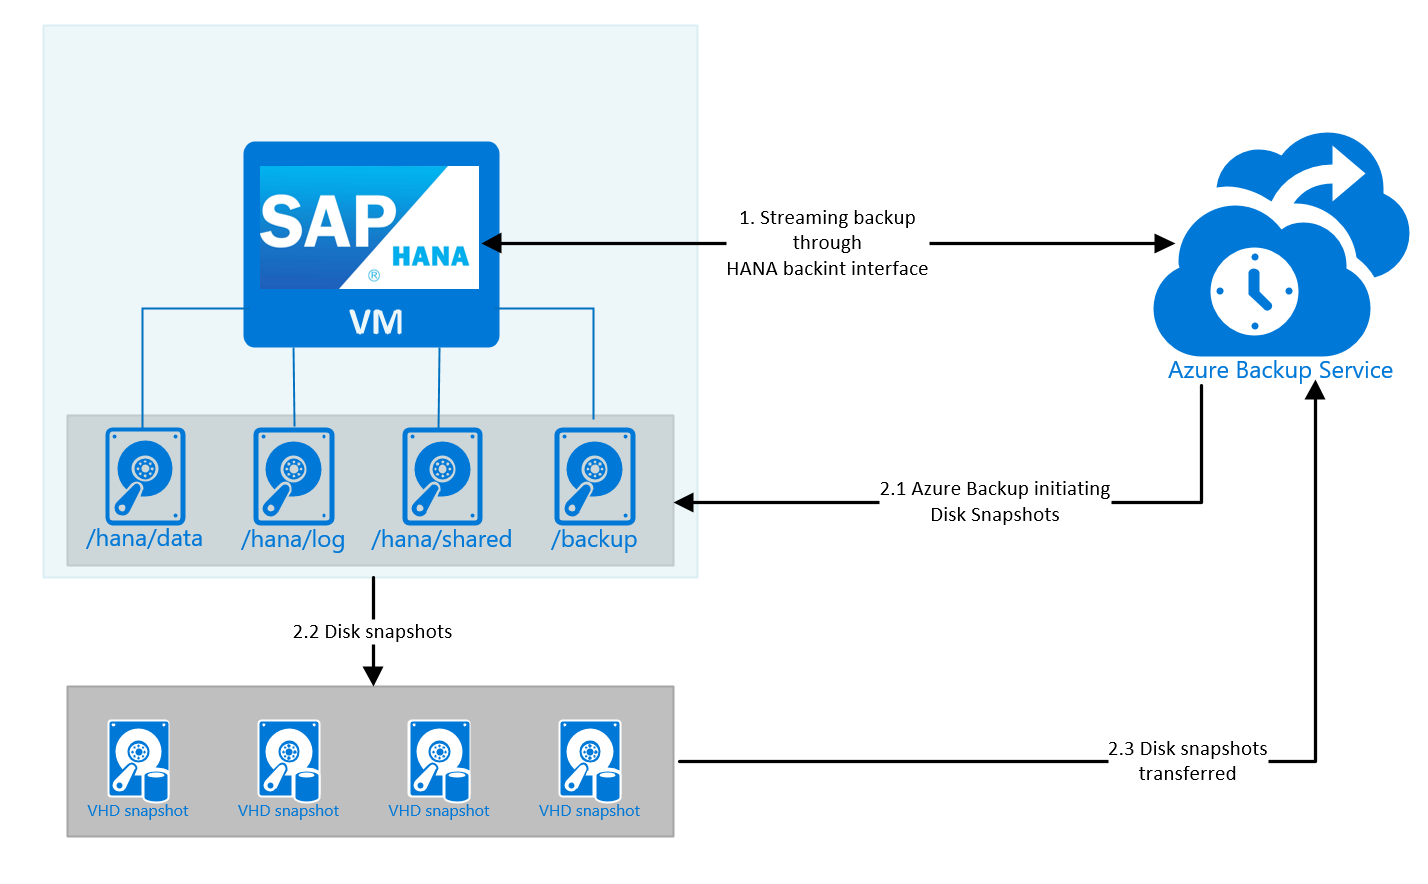 SAP
®
HANA
VM
1. Streaming backup
through
HANA backint interface
Azure Backup Service
/hana/data
/hana/log
/hana/shared
/backup
2.1 Azure Backup initiating
Disk Snapshots
2.2 Disk snapshots
VHD snapshot
VHD snapshot
VHD snapshot
VHD snapshot
2.3 Disk snapshots
transferred